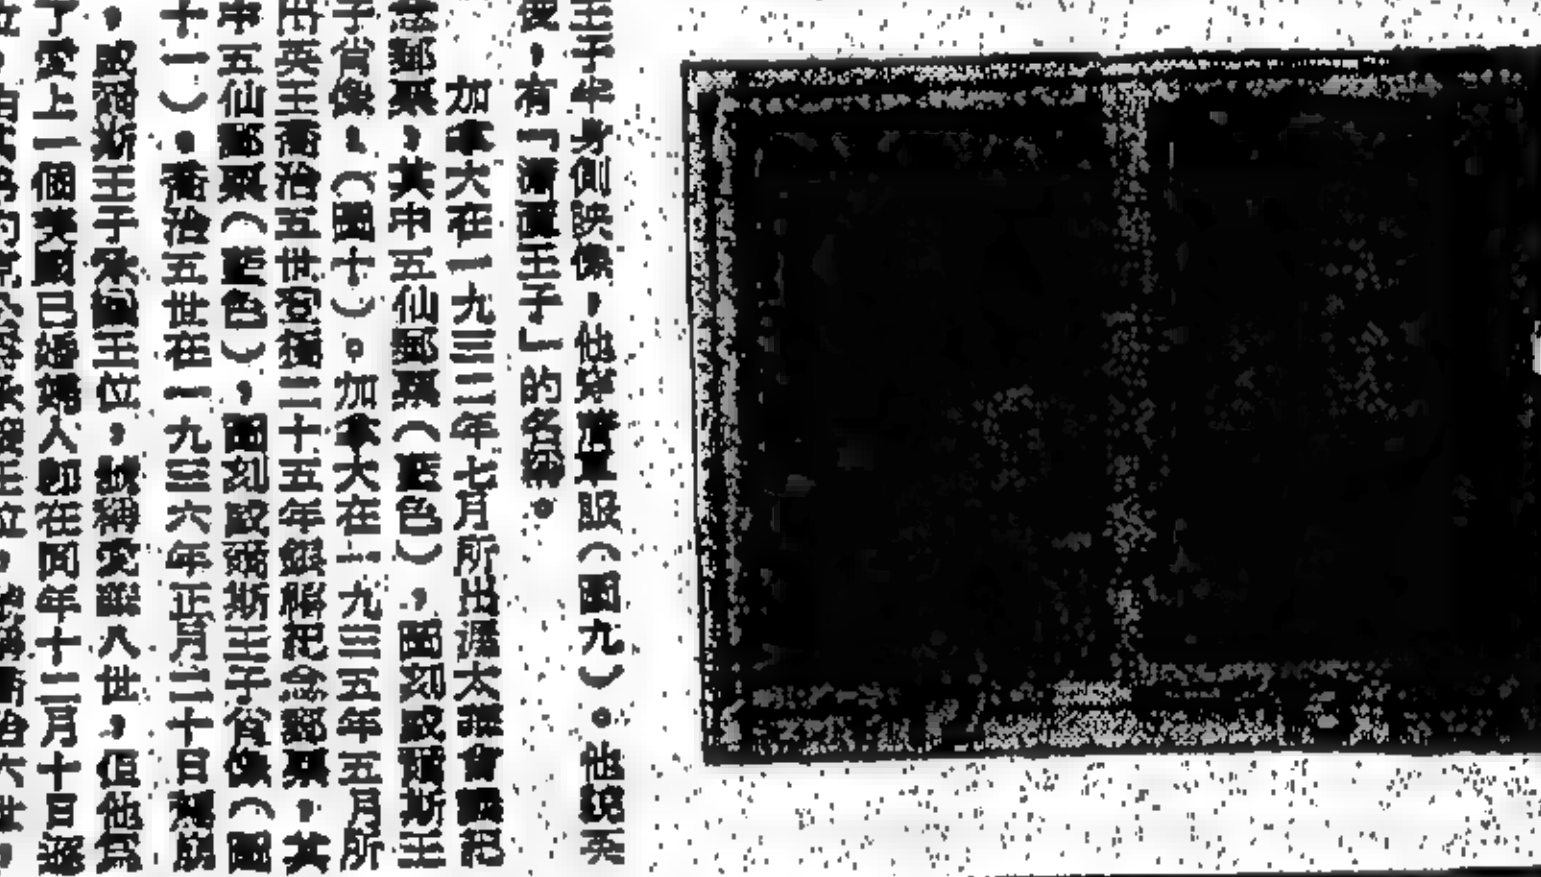 王子半身側映像,他穿着軍服(圖九)。他號英
俊,有「瀟灑王子」的名稱。
加拿大在一九三二年七月所出渥太華會議紀
念郵票,其中五仙郵票(藍色),圖刻威爾斯王
子肖像,(圖十)。加拿大在一九三五年五月所
出英王喬治五世登極二十五年銀禧紀念郵票,其
中五仙郵票(藍色),圖刻威爾斯王子肖像(圖
十一)。喬治五世在一九三六年正月二十日駕崩
,威爾斯王子承繼王位,號稱愛德八世,但他為
了愛上一個美國已婚婦人即在同年十二月十日遜